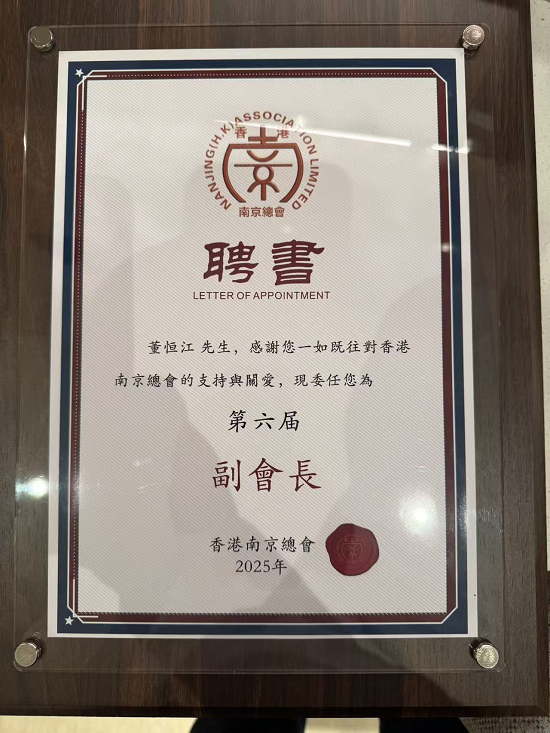 NANJING(H.K)ASSOCIATION LIMITED
香港
南京總會
聘書
LETTER OF APPOINTMENT
董恒江 先生，感謝您一如既往對香港
南京總會的支持與關愛，現委任您為
第六届
副會長
香港南京總會
2025年